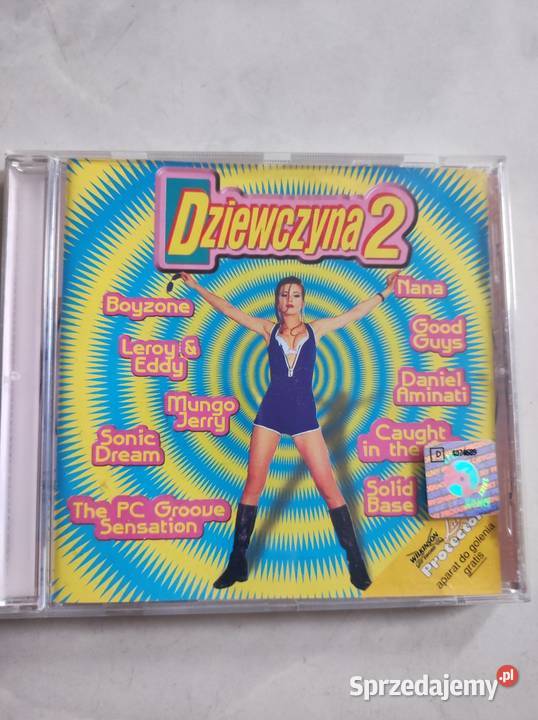 Dziewczyna 2
Boyzone
Leroy &
Eddy
Mungo
Jerry
Sonic
Dream
The PC Groove
Sensation
Nana
Good
Guys
Daniel
Aminati
Caught
in the
Solid
Base
D
WILKINSON
Protector
aparat do golenia
gratis
Sprzedajemy.pl